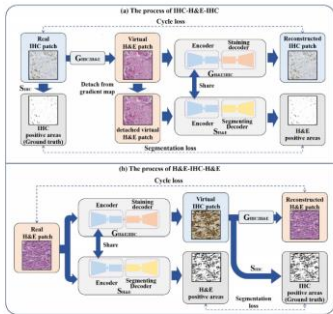 (a) The process of IHC-H&E-IHC
Cycle loss
Real
IHC patch
Virtual
H&E patch
Reconstructed
IHC patch
Encoder
Staining
decoder
Detach from
gradient map
Share
IHC
positive areas
(Ground truth)
detached virtual
H&E patch
Encoder
Segmenting
Decoder
H&E
positive areas
Segmentation loss
(b) The process of H&E-IHC-H&E
Cycle loss
Real
H&E patch
Encoder
Staining
decoder
Virtual
IHC patch
Reconstructed
H&E patch
Share
Encoder
Segmenting
Decoder
H&E
positive areas
IHC
positive areas
(Ground truth)
Segmentation
loss